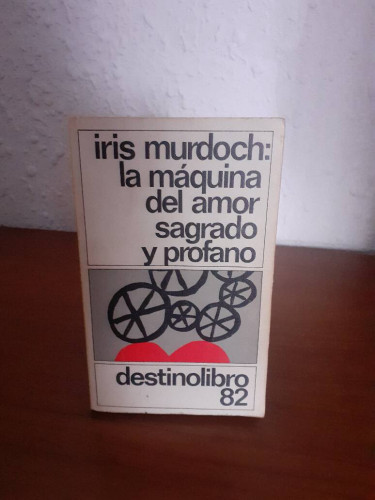 iris murdoch:
la máquina
del amor
sagrado
y profano
destinolibro
82